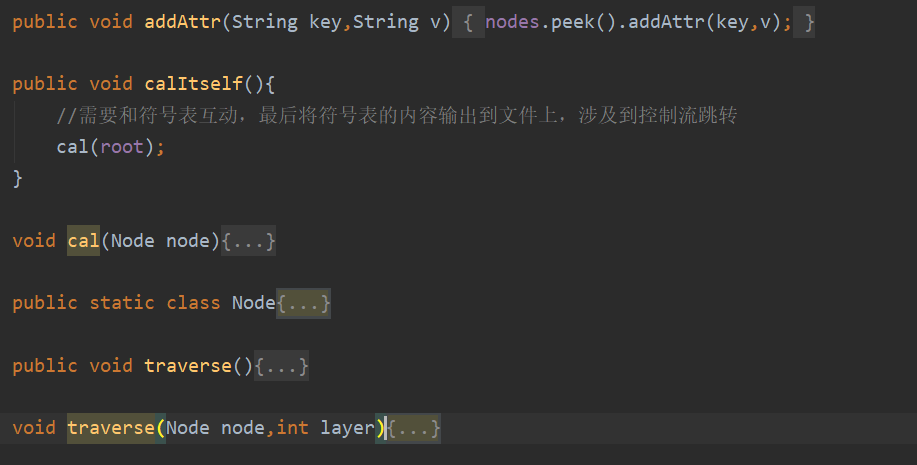 public void addAttr(String key,String v) { nodes.peek().addAttr(key,v); }
public void calItself(){
//需要和符号表互动，最后将符号表的内容输出到文件上，涉及到控制流跳转
cal(root);
}
void cal(Node node){...}
public static class Node{...}
public void traverse(){...}
void traverse(Node node,int layer){...}